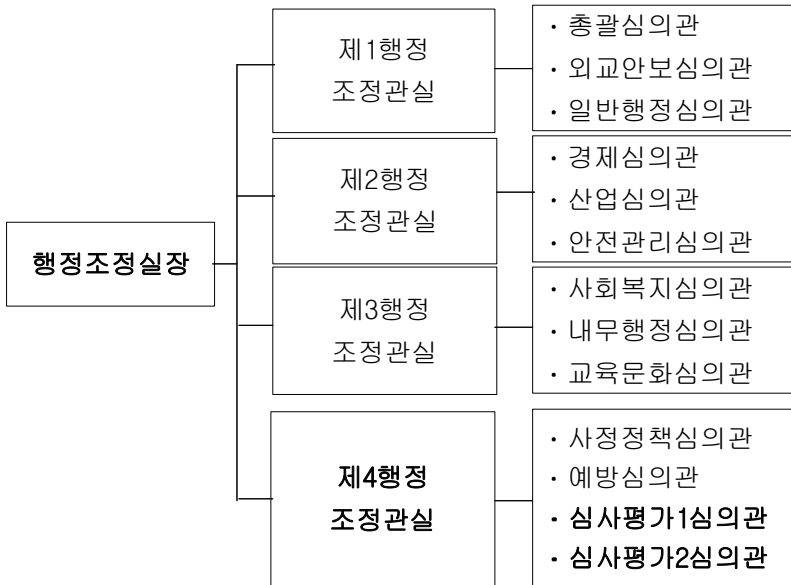 행정조정실장
제1행정
조정관실
· 총괄심의관
· 외교안보심의관
· 일반행정심의관
제2행정
조정관실
· 경제심의관
· 산업심의관
· 안전관리심의관
제3행정
조정관실
· 사회복지심의관
· 내무행정심의관
· 교육문화심의관
제4행정
조정관실
· 사정정책심의관
· 예방심의관
· 심사평가1심의관
· 심사평가2심의관